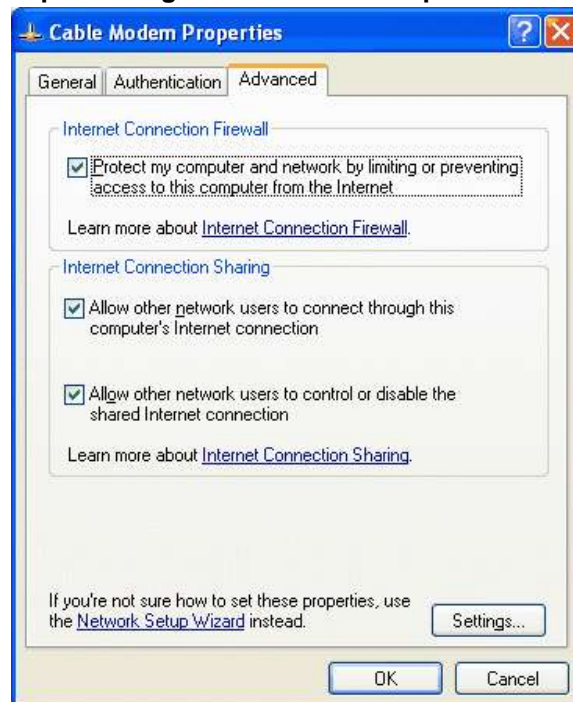 Cable Modem Properties
General Authentication Advanced
Internet Connection Firewall
Protect my computer and network by limiting or preventing
access to this computer from the Internet
Learn more about Internet Connection Firewall.
Internet Connection Sharing
Allow other network users to connect through this
computer's Internet connection
Allow other network users to control or disable the
shared Internet connection
Learn more about Internet Connection Sharing.
If you're not sure how to set these properties, use
the Network Setup Wizard instead.
Settings...
OK Cancel